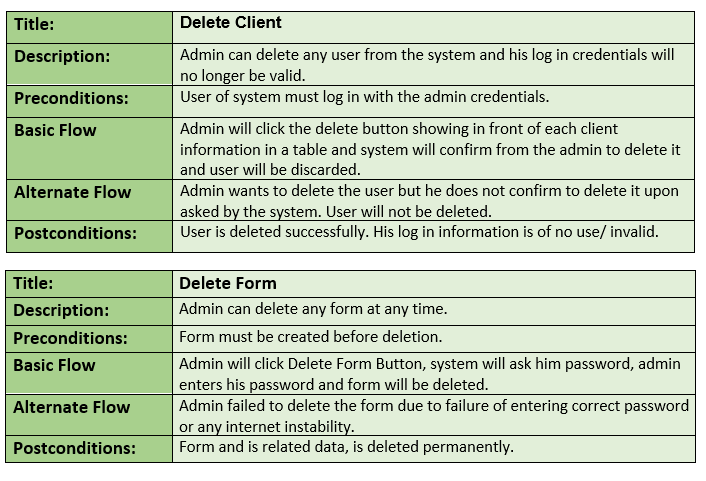 Title: Delete Client
Description: Admin can delete any user from the system and his log in credentials will
no longer be valid.
Preconditions: User of system must log in with the admin credentials.
Basic Flow Admin will click the delete button showing in front of each client
information in a table and system will confirm from the admin to delete it
and user will be discarded.
Alternate Flow Admin wants to delete the user but he does not confirm to delete it upon
asked by the system. User will not be deleted.
Postconditions: User is deleted successfully. His log in information is of no use/ invalid.
Title: Delete Form
Description: Admin can delete any form at any time.
Preconditions: Form must be created before deletion.
Basic Flow Admin will click Delete Form Button, system will ask him password, admin
enters his password and form will be deleted.
Alternate Flow Admin failed to delete the form due to failure of entering correct password
or any internet instability.
Postconditions: Form and is related data, is deleted permanently.